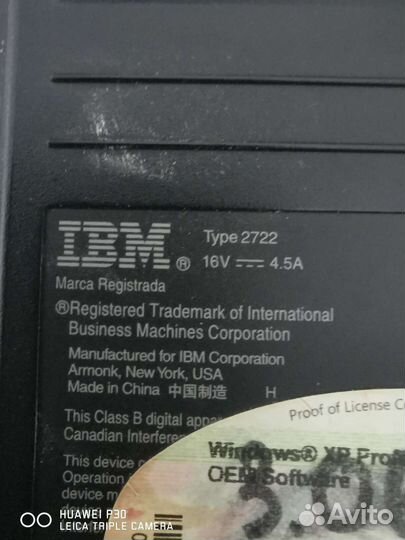 IBM ®
Type 2722
16V 4.5A
Marca Registrada
®Registered Trademark of International
Business Machines Corporation
Manufactured for IBM Corporation
Armonk, New York, USA
Made in China 中国制造 H
This Class B digital
Canadian
This device
Operation
device
Proof of License
Windows® XP
OEM Software
HUAWEI P30
LEICA TRIPLE CAMERA
Avito